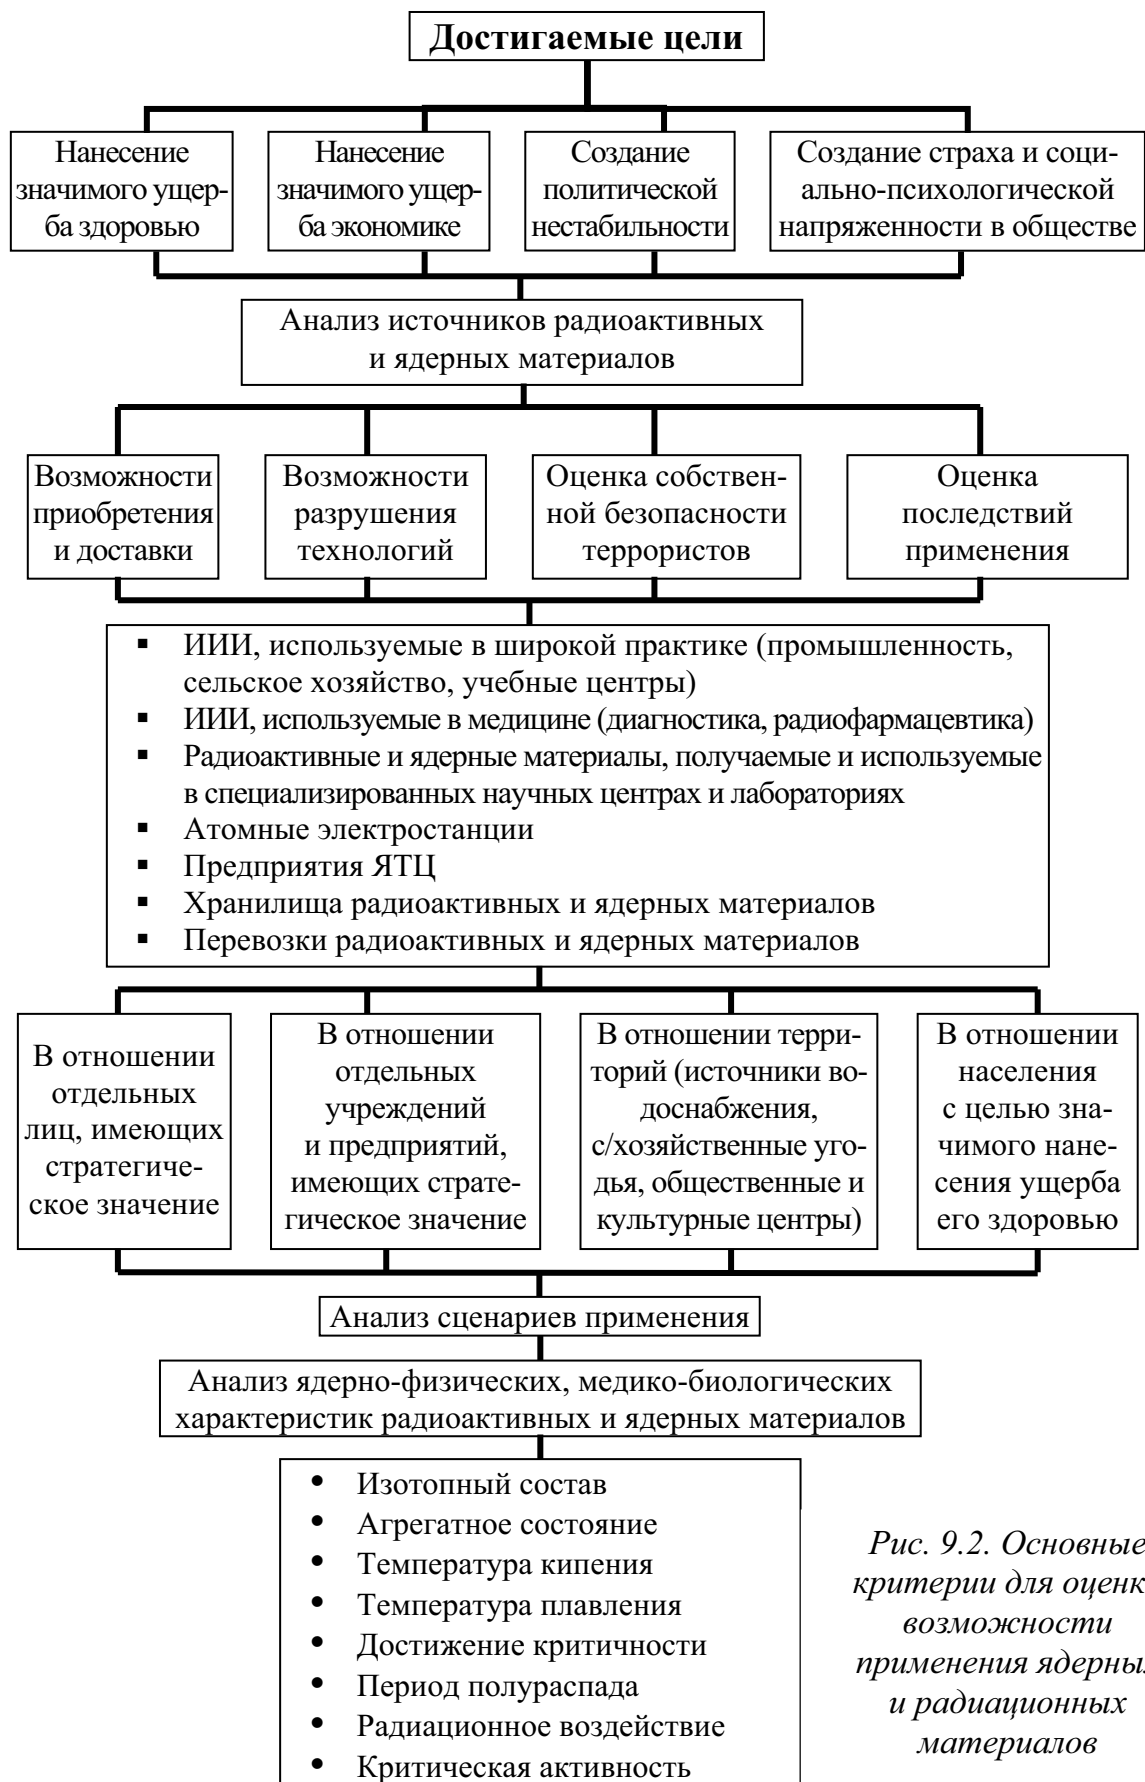 Достигаемые цели
Нанесение
значимого ущер-
ба здоровью
Нанесение
значимого ущер-
ба экономике
Создание
политической
нестабильности
Создание страха и соци-
ально-психологической
напряженности в обществе
Анализ источников радиоактивных
и ядерных материалов
Возможности
приобретения
и доставки
Возможности
разрушения
технологий
Оценка собствен-
ной безопасности
террористов
Оценка
последствий
применения
▪ ИИИ, используемые в широкой практике (промышленность,
сельское хозяйство, учебные центры)
▪ ИИИ, используемые в медицине (диагностика, радиофармацевтика)
▪ Радиоактивные и ядерные материалы, получаемые и используемые
в специализированных научных центрах и лабораториях
▪ Атомные электростанции
▪ Предприятия ЯТЦ
▪ Хранилища радиоактивных и ядерных материалов
▪ Перевозки радиоактивных и ядерных материалов
В отношении
отдельных
лиц, имеющих
стратегиче-
ское значение
В отношении
отдельных
учреждений
и предприятий,
имеющих страте-
гическое значение
В отношении терри-
торий (источники во-
доснабжения,
с/хозяйственные уго-
дья, общественные и
культурные центры)
В отношении
населения
с целью зна-
чимого нане-
сения ущерба
его здоровью
Анализ сценариев применения
Анализ ядерно-физических, медико-биологических
характеристик радиоактивных и ядерных материалов
• Изотопный состав
• Агрегатное состояние
• Температура кипения
• Температура плавления
• Достижение критичности
• Период полураспада
• Радиационное воздействие
• Критическая активность
Рис. 9.2. Основные
критерии для оценк
возможности
применения ядерны
и радиационных
материалов